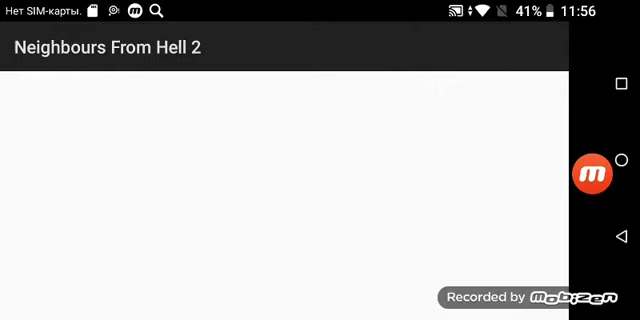 Нет SIM-карты. 41% 11:56
Neighbours From Hell 2
m
Recorded by mobizen